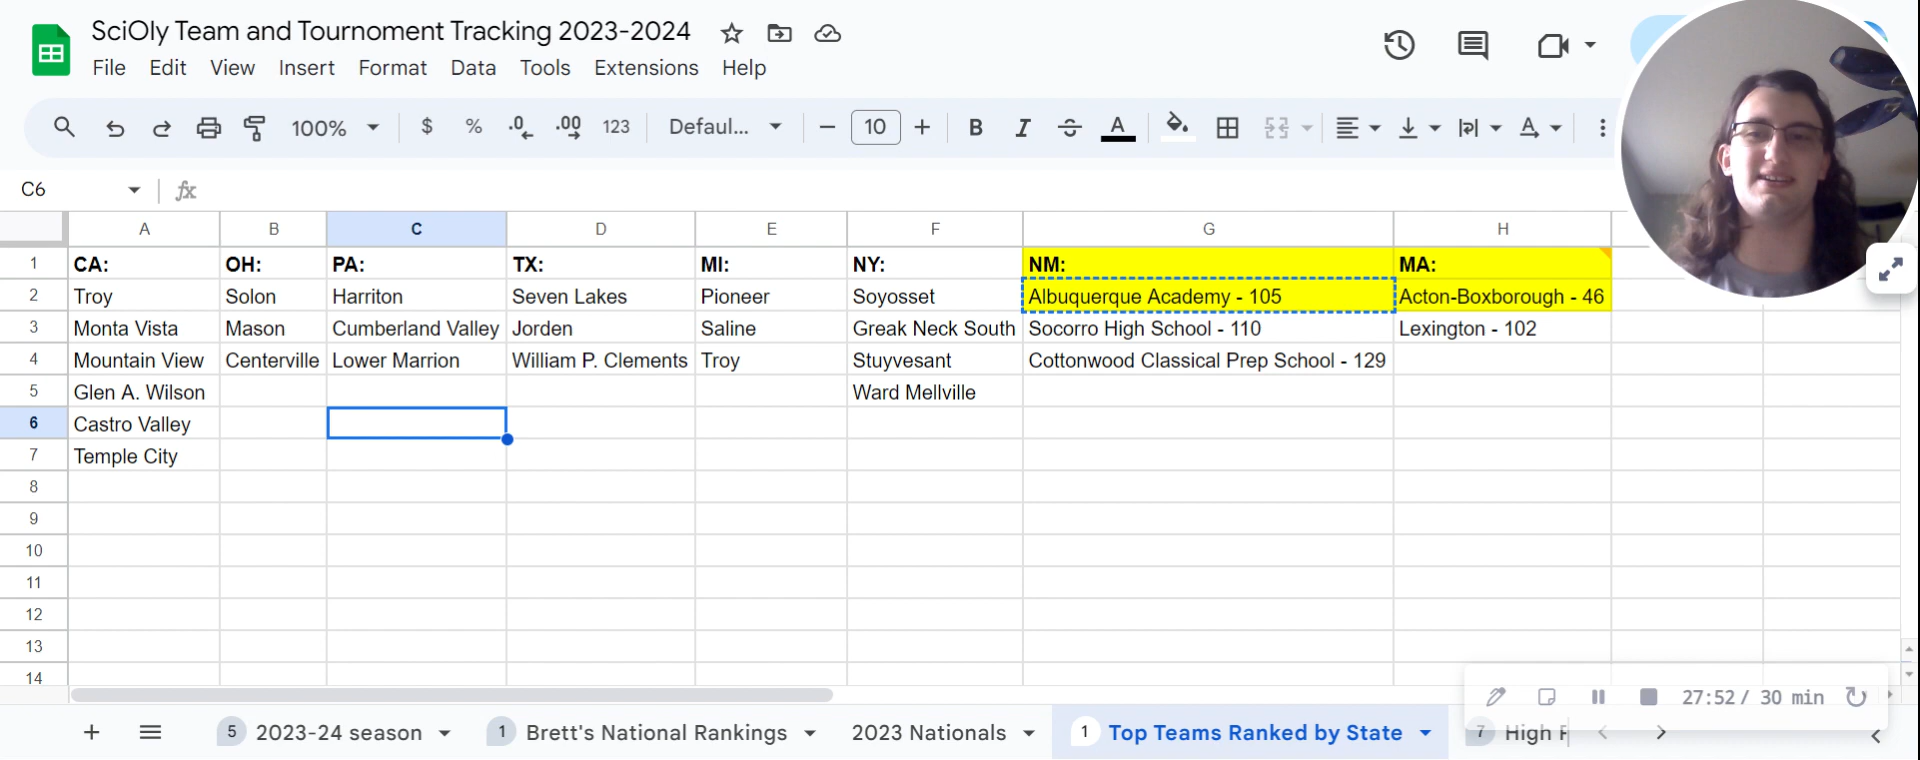 SciOly Team and Tournoment Tracking 2023-2024
File Edit View Insert Format Data Tools Extensions Help
100% $ % .0 .00 123 Defaul... 10 B I A
C6 fx
A B C D E F G H
1 CA: OH: PA: TX: MI: NY: NM: MA:
2 Troy Solon Harriton Seven Lakes Pioneer Soyosset Albuquerque Academy - 105 Acton-Boxborough - 46
3 Monta Vista Mason Cumberland Valley Jorden Saline Greak Neck South Socorro High School - 110 Lexington - 102
4 Mountain View Centerville Lower Marrion William P. Clements Troy Stuyvesant Cottonwood Classical Prep School - 129
5 Glen A. Wilson Ward Mellville
6 Castro Valley
7 Temple City
8
9
10
11
12
13
14
27:52 / 30 min
5 2023-24 season 1 Brett's National Rankings 2023 Nationals 1 Top Teams Ranked by State 7 High